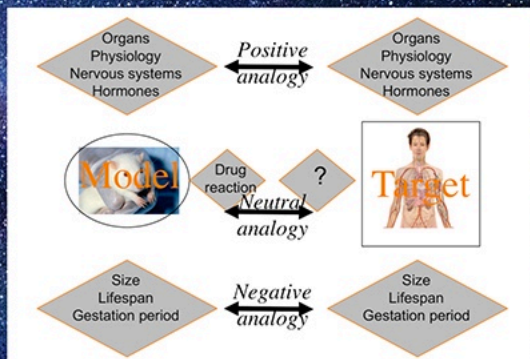 Organs
Physiology
Nervous systems
Hormones
Positive
analogy
Organs
Physiology
Nervous systems
Hormones
Model
Drug
reaction
?
Neutral
analogy
Target
Size
Lifespan
Gestation period
Negative
analogy
Size
Lifespan
Gestation period